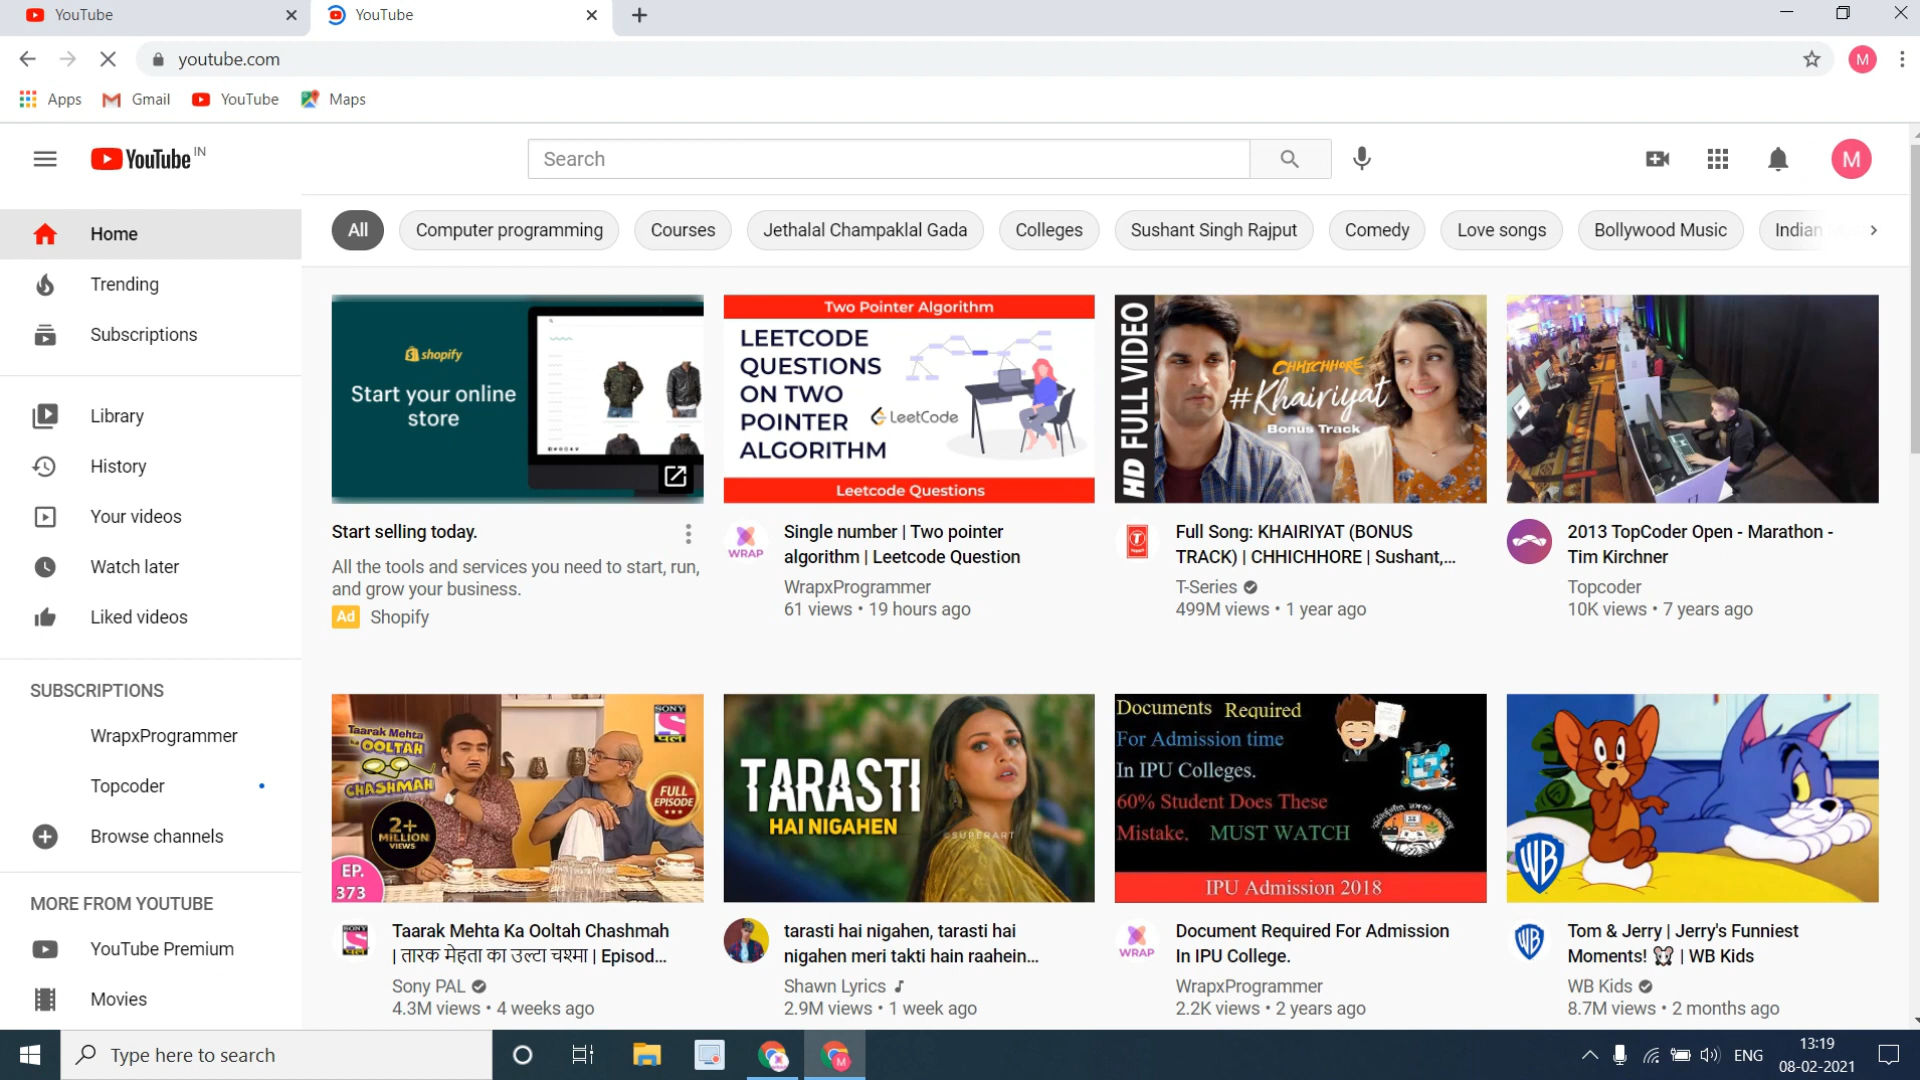 YouTube
YouTube
youtube.com
M
Apps
Gmail
YouTube
Maps
YouTube IN
Search
M
Home
Trending
Subscriptions
Library
History
Your videos
Watch later
Liked videos
SUBSCRIPTIONS
WrapxProgrammer
Topcoder
Browse channels
MORE FROM YOUTUBE
YouTube Premium
Movies
All
Computer programming
Courses
Jethalal Champaklal Gada
Colleges
Sushant Singh Rajput
Comedy
Love songs
Bollywood Music
Indian
shopify
Start your online
store
Start selling today.
All the tools and services you need to start, run,
and grow your business.
Ad Shopify
Two Pointer Algorithm
LEETCODE
QUESTIONS
ON TWO
POINTER
ALGORITHM
LeetCode
Leetcode Questions
WRAP
Single number | Two pointer
algorithm | Leetcode Question
WrapxProgrammer
61 views • 19 hours ago
HD FULL VIDEO
CHHICHHORE
#Khairiyat
Bonus Track
Full Song: KHAIRIYAT (BONUS
TRACK) | CHHICHHORE | Sushant,...
T-Series
499M views • 1 year ago
2013 TopCoder Open - Marathon -
Tim Kirchner
Topcoder
10K views • 7 years ago
Taarak Mehta
Ka OOLTAH
CHASHMAH
2+
MILLION
VIEWS
EP.
373
SONY
FULL
EPISODE
Taarak Mehta Ka Ooltah Chashmah
| तारक मेहता का उल्टा चश्मा | Episod...
Sony PAL
4.3M views • 4 weeks ago
TARASTI
HAI NIGAHEN
©SUPERART
tarasti hai nigahen, tarasti hai
nigahen meri takti hain raahein...
Shawn Lyrics
2.9M views • 1 week ago
Documents Required
For Admission time
In IPU Colleges.
60% Student Does These
Mistake. MUST WATCH
IPU Admission 2018
WRAP
Document Required For Admission
In IPU College.
WrapxProgrammer
2.2K views • 2 years ago
WB
Tom & Jerry | Jerry's Funniest
Moments! 🐭 | WB Kids
WB Kids
8.7M views • 2 months ago
Type here to search
ENG
13:19
08-02-2021